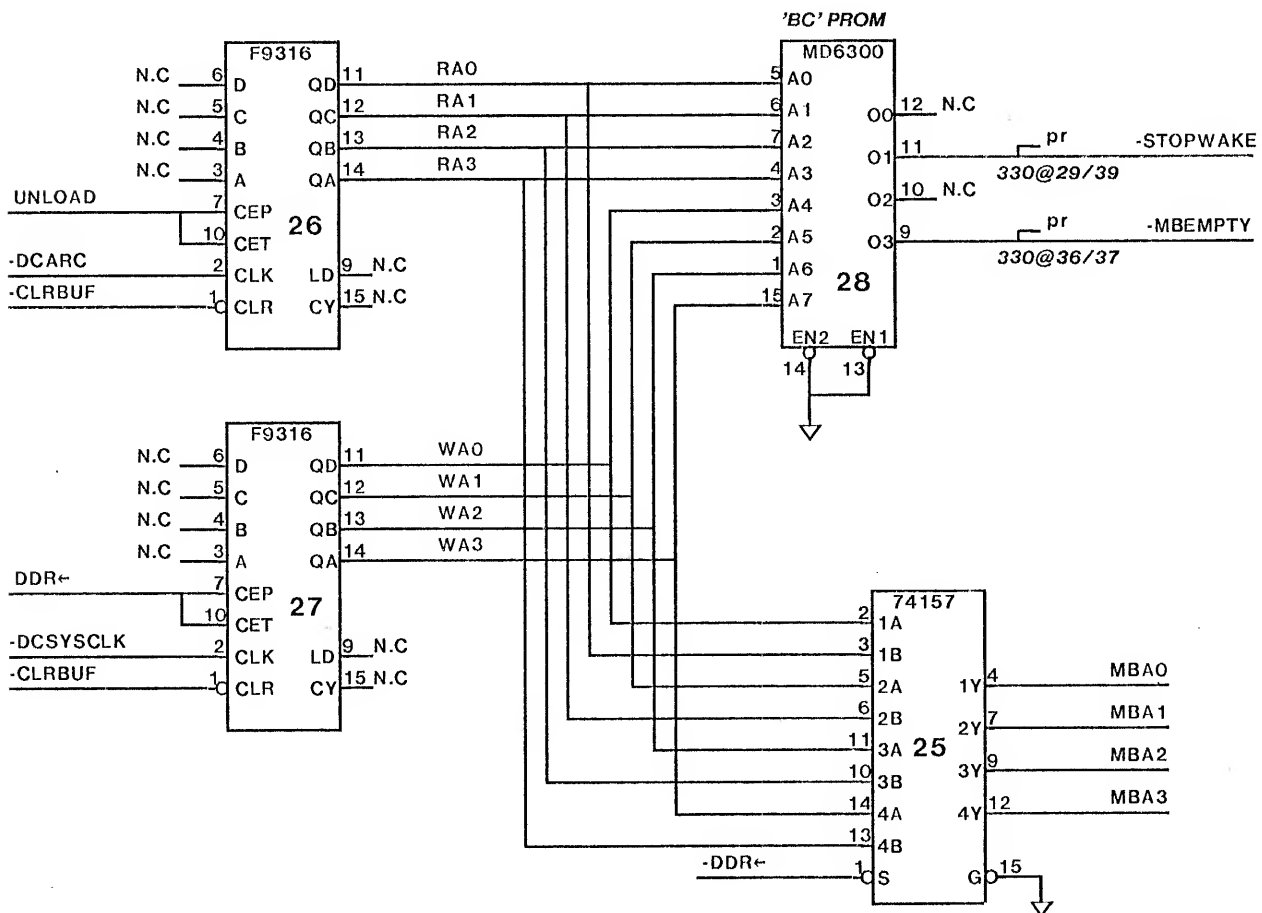 'BC' PROM
F9316
MD6300
N.C 6 D QD 11 RA0 5 A0
N.C 5 C QC 12 RA1 6 A1 O0 12 N.C
N.C 4 B QB 13 RA2 7 A2 O1 11 pr -STOPWAKE
330@29/39
N.C 3 A QA 14 RA3 4 A3 O2 10 N.C
UNLOAD 7 CEP 3 A4
10 CET 26 2 A5 O3 9 pr -MBEMPTY
330@36/37
-DCARC 2 CLK LD 9 N.C 1 A6 28
-CLRBUF 1 CLR CY 15 N.C 15 A7
EN2 EN1
14 13
F9316
N.C 6 D QD 11 WA0
N.C 5 C QC 12 WA1
N.C 4 B QB 13 WA2
N.C 3 A QA 14 WA3
DDR← 7 CEP
10 CET 27
-DCSYSCLK 2 CLK LD 9 N.C
-CLRBUF 1 CLR CY 15 N.C
74157
2 1A
3 1B
5 2A 1Y 4 MBA0
6 2B 2Y 7 MBA1
11 3A 25
10 3B 3Y 9 MBA2
14 4A 4Y 12 MBA3
13 4B
-DDR← 1 S G 15